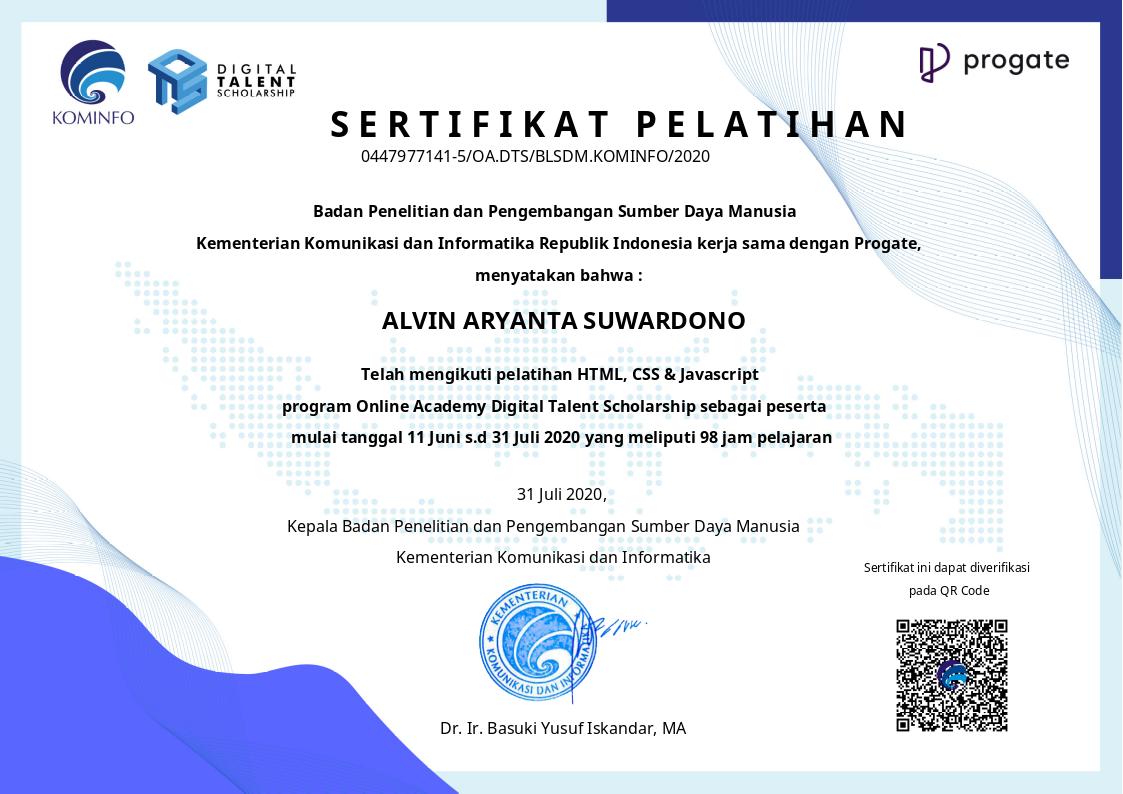 KOMINFO
DIGITAL
TALENT
SCHOLARSHIP
progate
SERTIFIKAT PELATIHAN
0447977141-5/OA.DTS/BLSDM.KOMINFO/2020
Badan Penelitian dan Pengembangan Sumber Daya Manusia
Kementerian Komunikasi dan Informatika Republik Indonesia kerja sama dengan Progate,
menyatakan bahwa :
ALVIN ARYANTA SUWARDONO
Telah mengikuti pelatihan HTML, CSS & Javascript
program Online Academy Digital Talent Scholarship sebagai peserta
mulai tanggal 11 Juni s.d 31 Juli 2020 yang meliputi 98 jam pelajaran
31 Juli 2020,
Kepala Badan Penelitian dan Pengembangan Sumber Daya Manusia
Kementerian Komunikasi dan Informatika
Sertifikat ini dapat diverifikasi
pada QR Code
KEMENTERIAN
KOMUNIKASI DAN INFORMATIKA
Dr. Ir. Basuki Yusuf Iskandar, MA